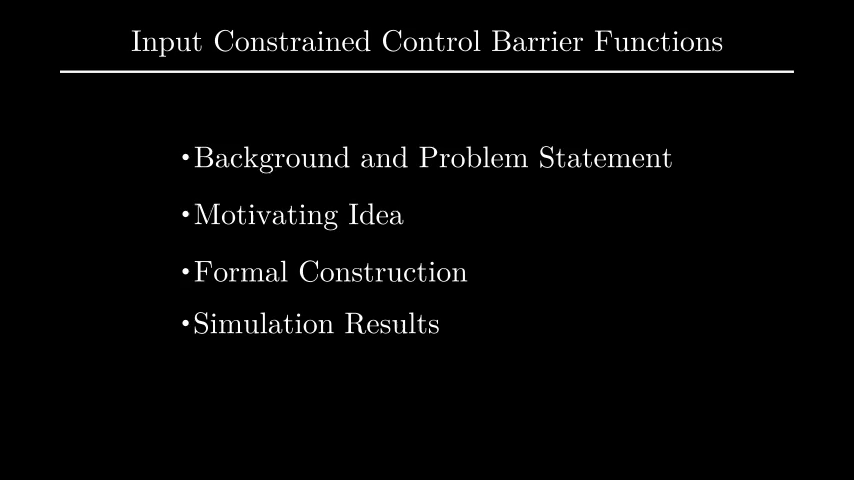 Input Constrained Control Barrier Functions
•Background and Problem Statement
•Motivating Idea
•Formal Construction
•Simulation Results